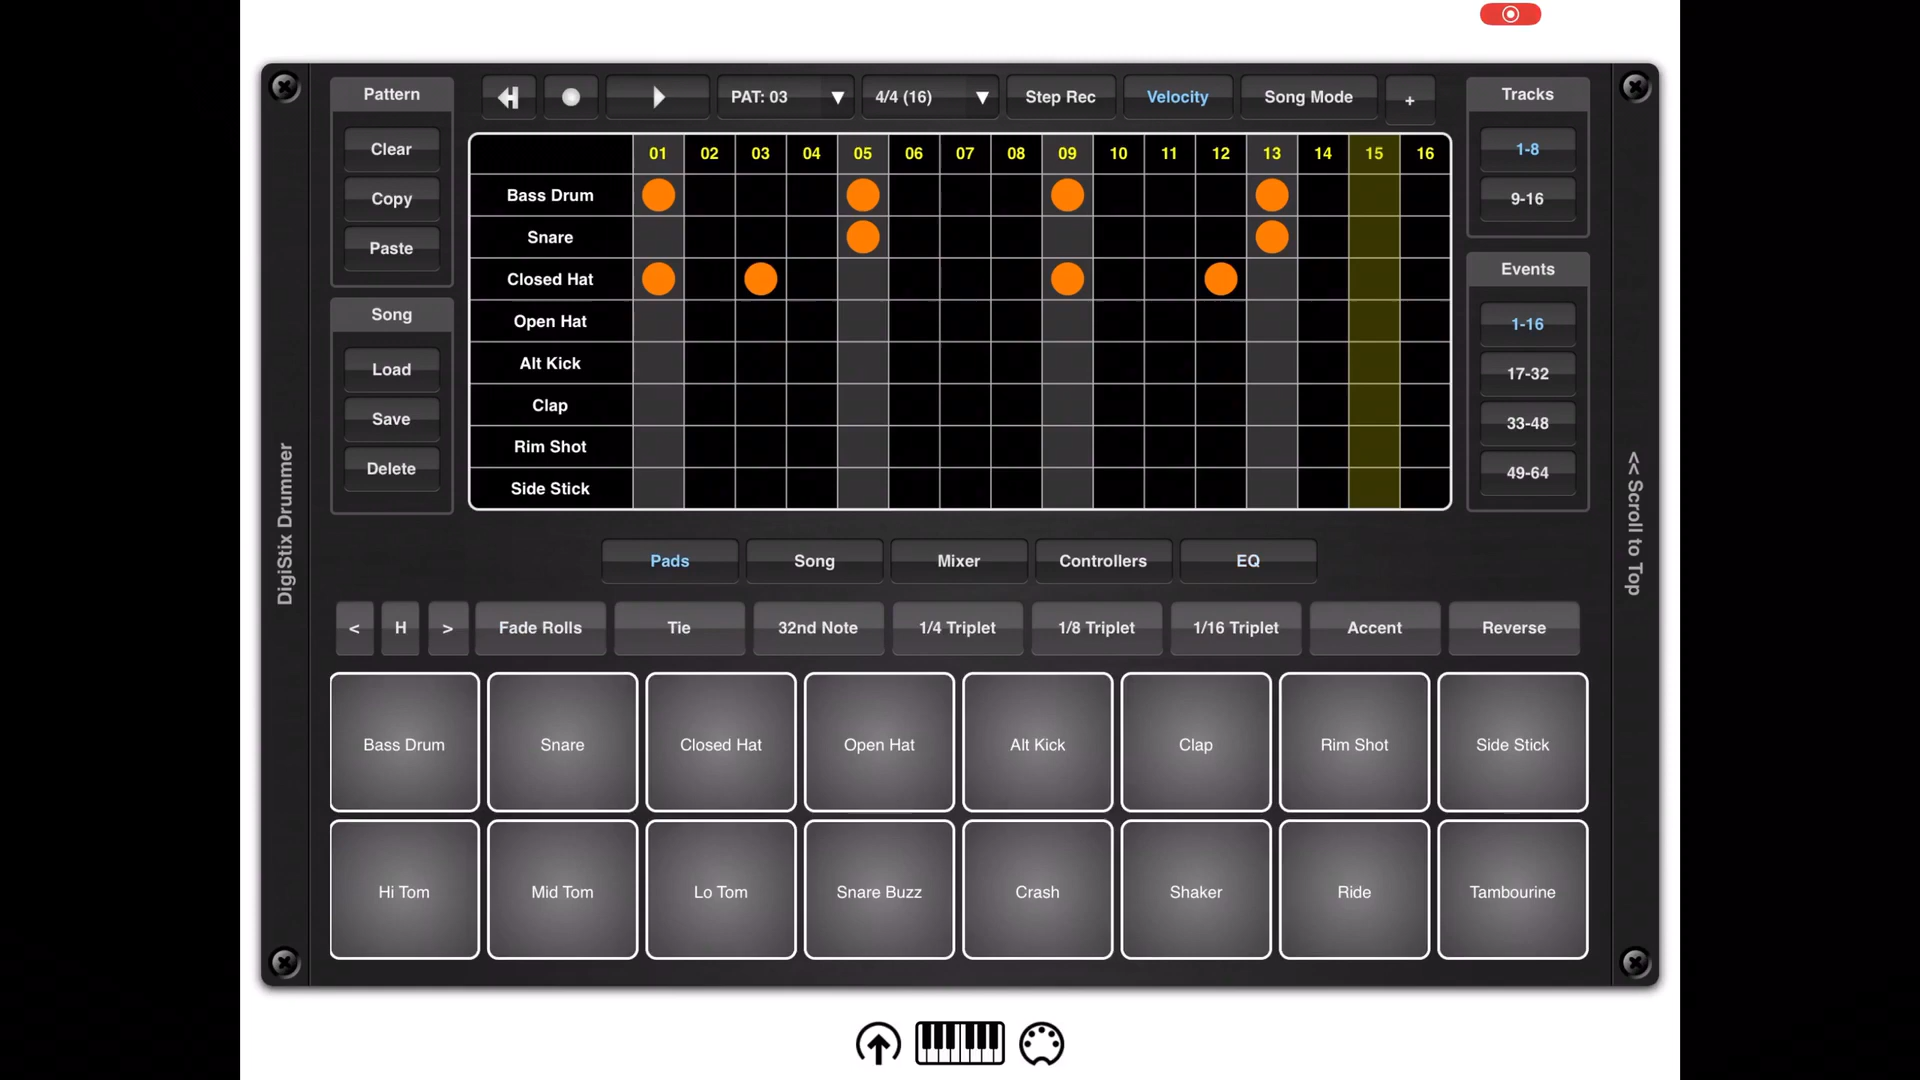 Pattern
Clear
Copy
Paste
Song
Load
Save
Delete
DigiStix Drummer
PAT: 03 ▼
4/4 (16) ▼
Step Rec
Velocity
Song Mode
+
01 02 03 04 05 06 07 08 09 10 11 12 13 14 15 16
Bass Drum
Snare
Closed Hat
Open Hat
Alt Kick
Clap
Rim Shot
Side Stick
Tracks
1-8
9-16
Events
1-16
17-32
33-48
49-64
<< Scroll to Top
Pads Song Mixer Controllers EQ
< H > Fade Rolls Tie 32nd Note 1/4 Triplet 1/8 Triplet 1/16 Triplet Accent Reverse
Bass Drum Snare Closed Hat Open Hat Alt Kick Clap Rim Shot Side Stick
Hi Tom Mid Tom Lo Tom Snare Buzz Crash Shaker Ride Tambourine